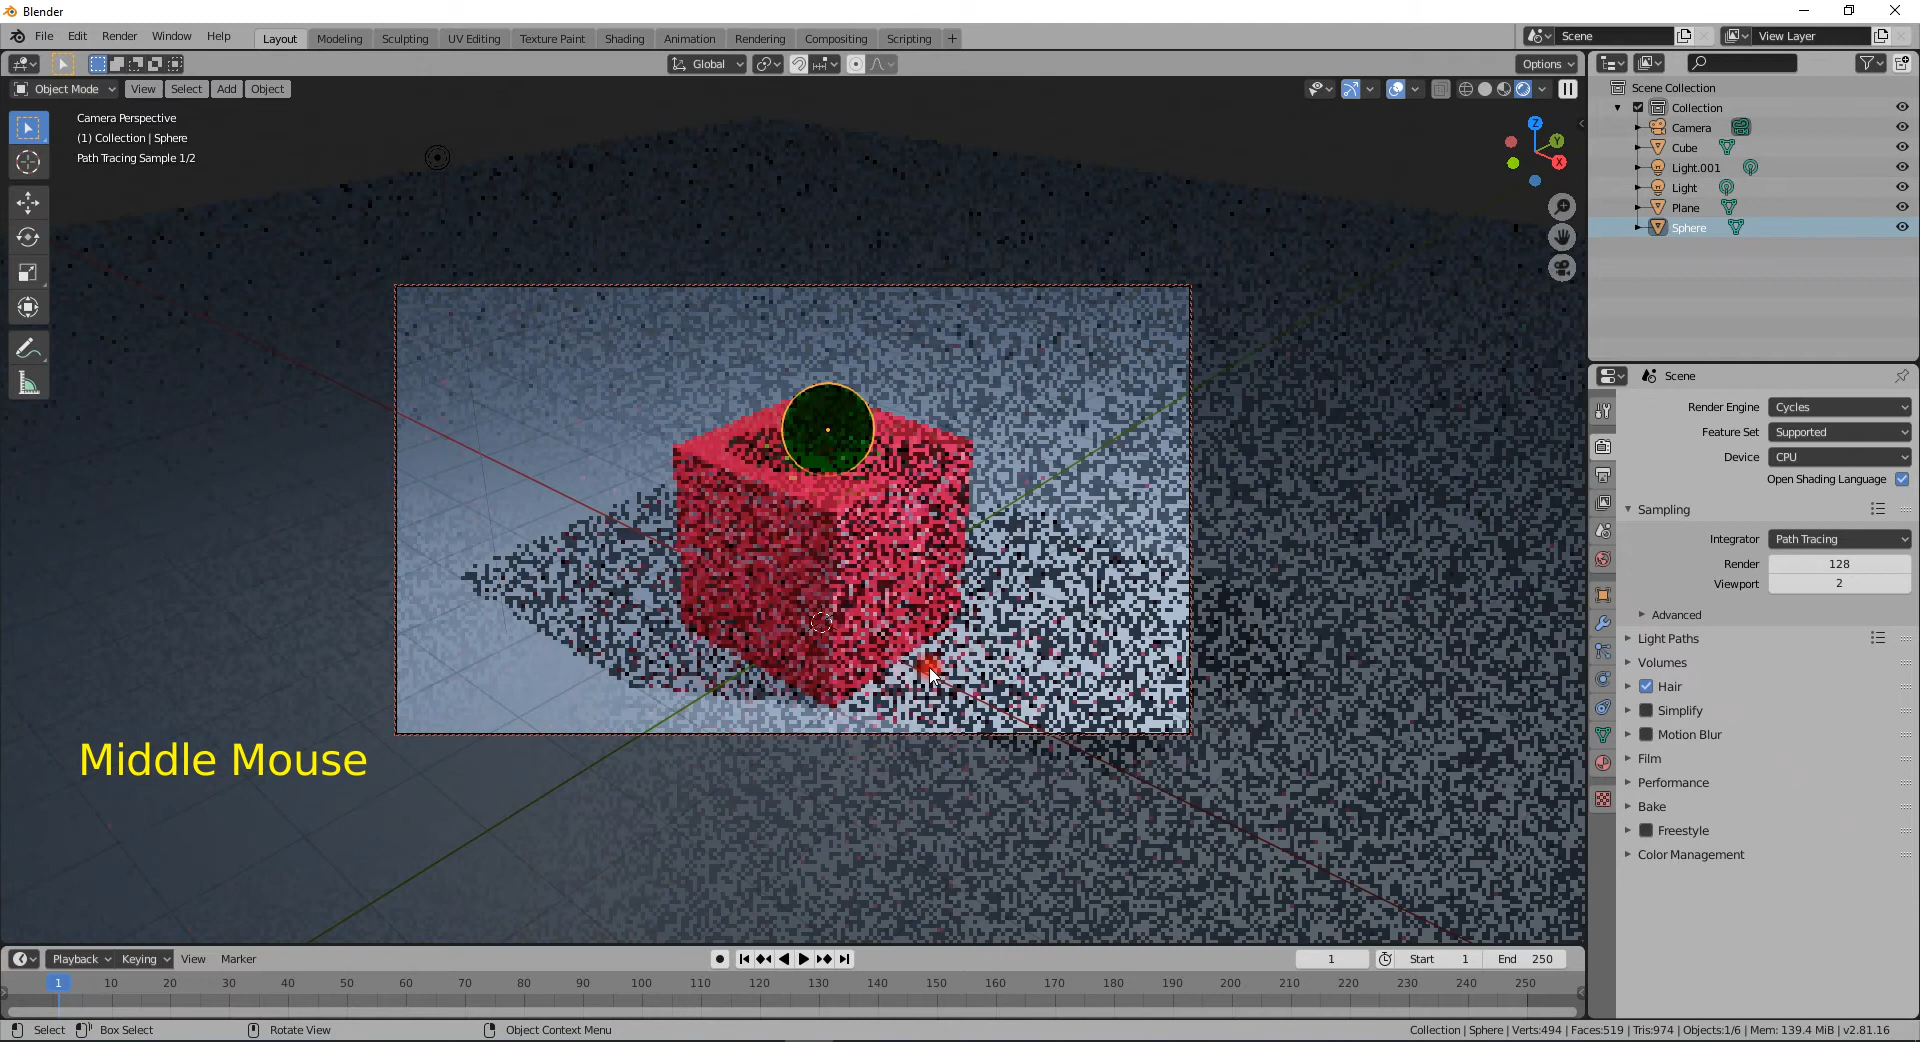 Blender
File Edit Render Window Help
Layout Modeling Sculpting UV Editing Texture Paint Shading Animation Rendering Compositing Scripting +
Scene
View Layer
Global
Options
Object Mode View Select Add Object
Camera Perspective
(1) Collection | Sphere
Path Tracing Sample 1/2
Z
Y
X
Scene Collection
Collection
Camera
Cube
Light.001
Light
Plane
Sphere
Scene
Render Engine Cycles
Feature Set Supported
Device CPU
Open Shading Language
Sampling
Integrator Path Tracing
Render 128
Viewport 2
Advanced
Light Paths
Volumes
Hair
Simplify
Motion Blur
Film
Performance
Bake
Freestyle
Color Management
Middle Mouse
Playback Keying View Marker
1 Start 1 End 250
1 10 20 30 40 50 60 70 80 90 100 110 120 130 140 150 160 170 180 190 200 210 220 230 240 250
Select Box Select Rotate View Object Context Menu
Collection | Sphere | Verts:494 | Faces:519 | Tris:974 | Objects:1/6 | Mem: 139.4 MiB | v2.81.16